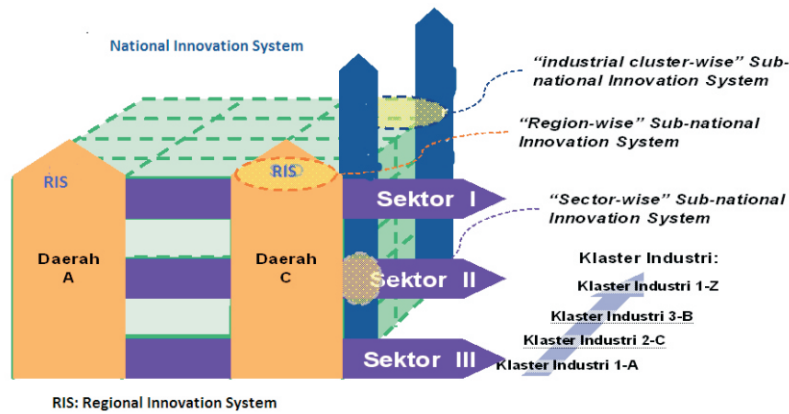 National Innovation System
“industrial cluster-wise” Sub-
national Innovation System
“Region-wise” Sub-national
Innovation System
RIS
RIS
“Sector-wise” Sub-national
Innovation System
Sektor I
Daerah
A
Daerah
C
Sektor II
Klaster Industri:
Klaster Industri 1-Z
Klaster Industri 3-B
Klaster Industri 2-C
Sektor III
Klaster Industri 1-A
RIS: Regional Innovation System